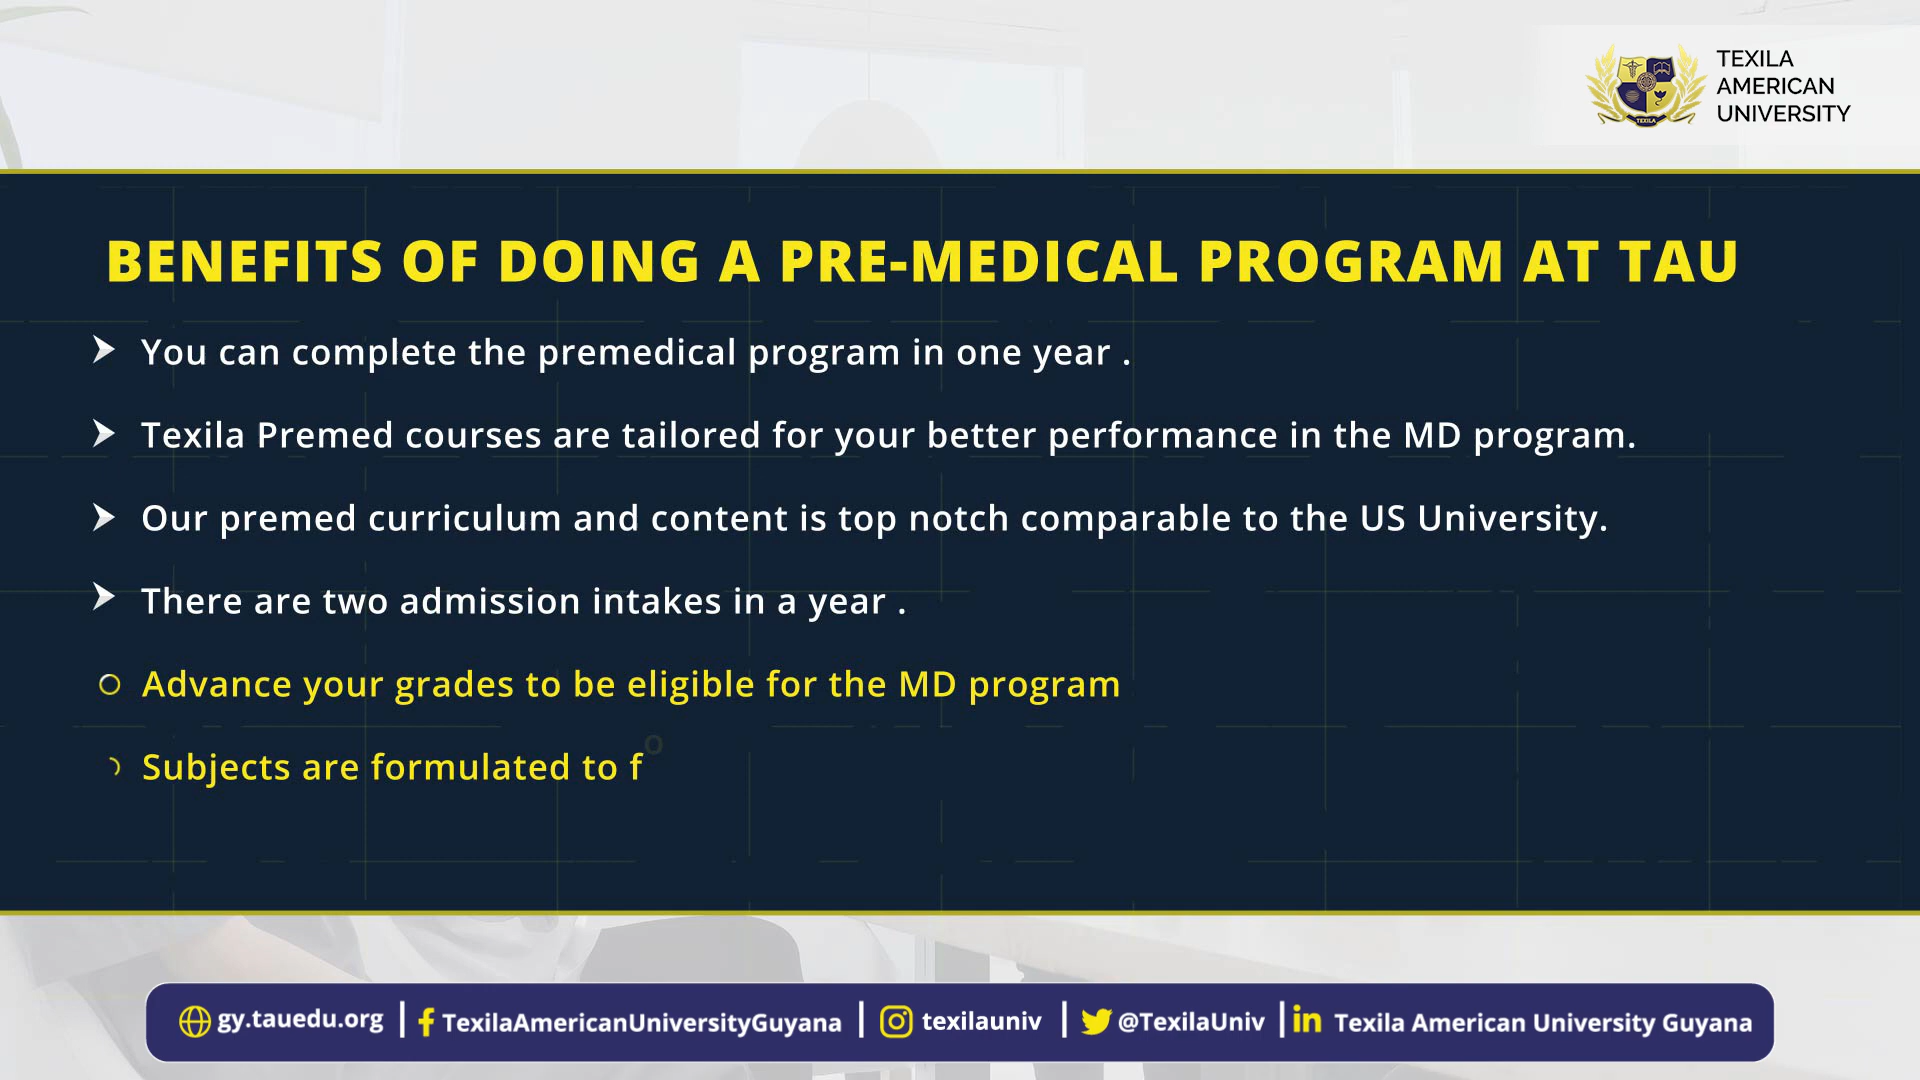 TEXILA
AMERICAN
UNIVERSITY
TEXILA
BENEFITS OF DOING A PRE-MEDICAL PROGRAM AT TAU
You can complete the premedical program in one year .
Texila Premed courses are tailored for your better performance in the MD program.
Our premed curriculum and content is top notch comparable to the US University.
There are two admission intakes in a year .
Advance your grades to be eligible for the MD program
Subjects are formulated to fo
gy.tauedu.org | TexilaAmericanUniversityGuyana | texilauniv | @TexilaUniv | Texila American University Guyana